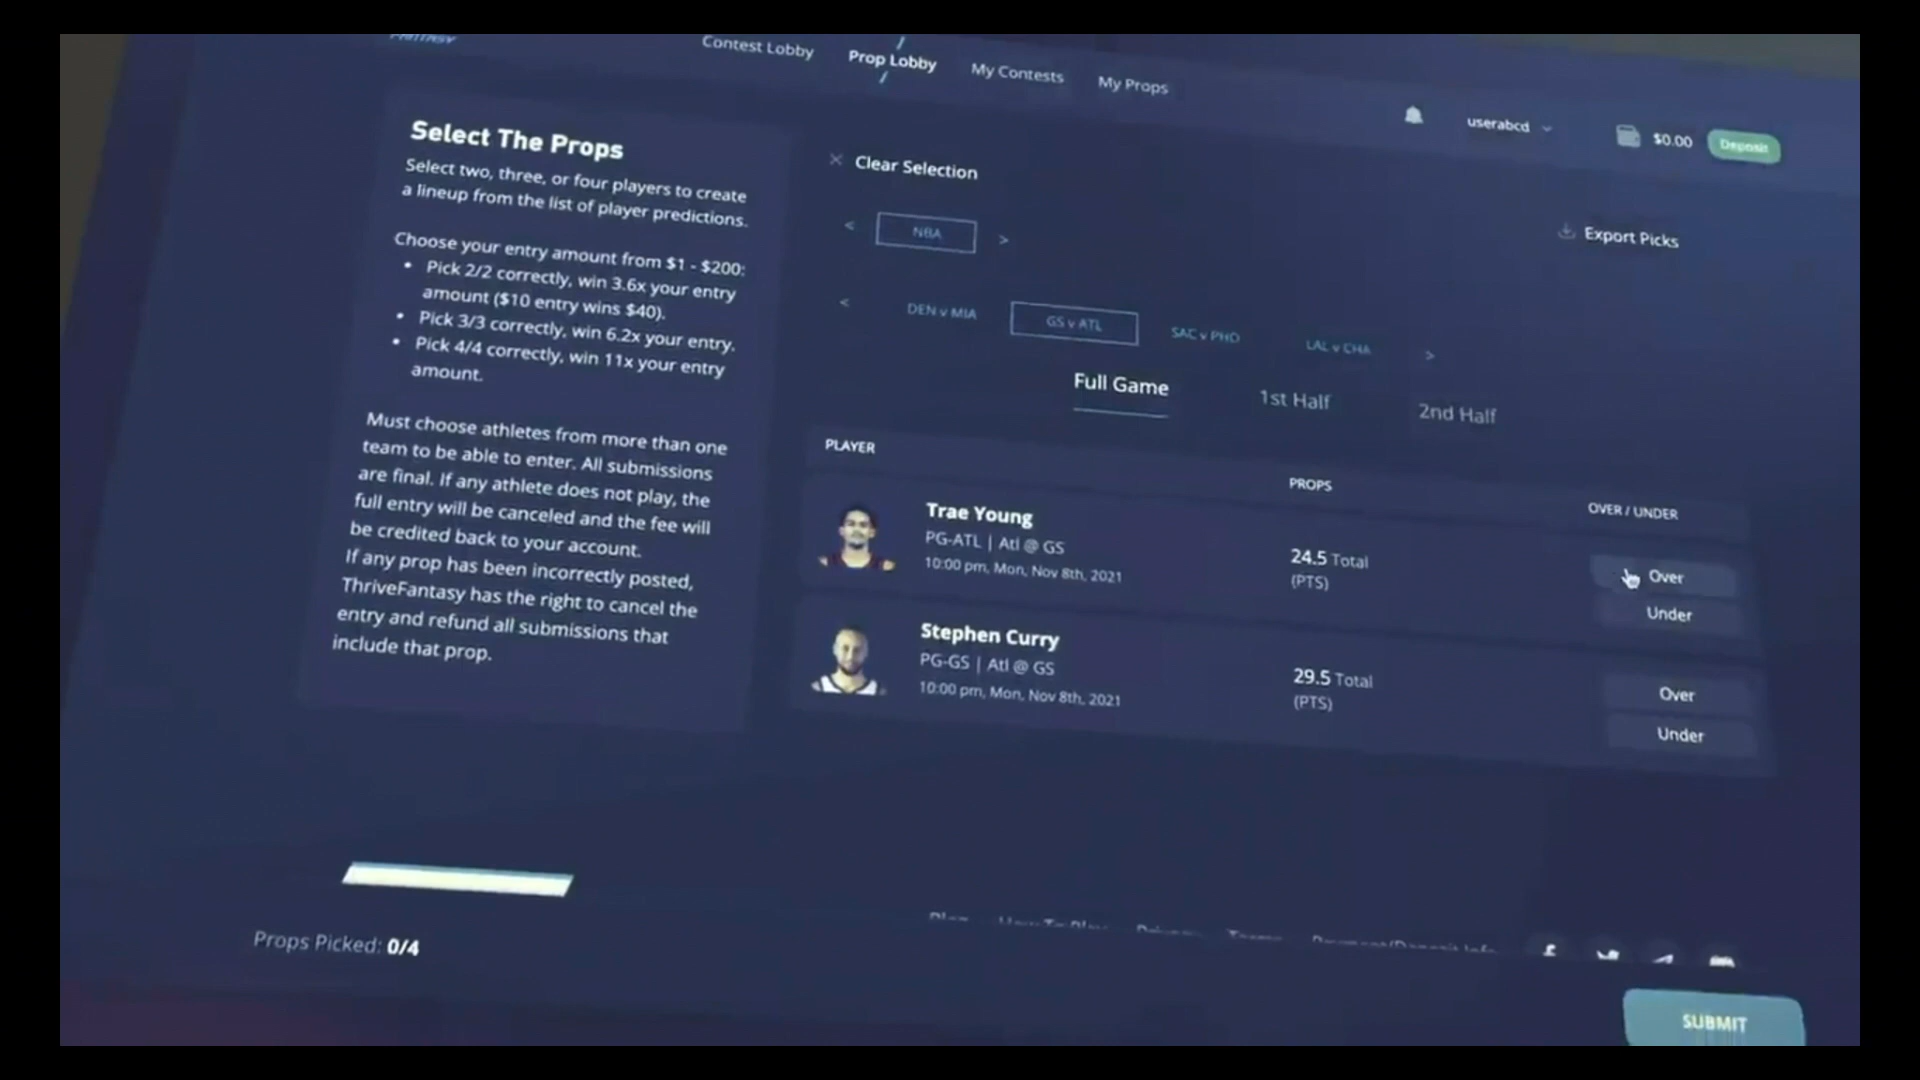 Contest Lobby
Prop Lobby
My Contests
My Props
userabcd
$0.00
Deposit
Select The Props
Select two, three, or four players to create
a lineup from the list of player predictions.
Choose your entry amount from $1 - $200:
• Pick 2/2 correctly, win 3.6x your entry
amount ($10 entry wins $40).
• Pick 3/3 correctly, win 6.2x your entry.
• Pick 4/4 correctly, win 11x your entry
amount.
Must choose athletes from more than one
team to be able to enter. All submissions
are final. If any athlete does not play, the
full entry will be canceled and the fee will
be credited back to your account.
If any prop has been incorrectly posted,
ThriveFantasy has the right to cancel the
entry and refund all submissions that
include that prop.
× Clear Selection
Export Picks
< NBA >
< DEN v MIA GS v ATL SAC v PHO LAL v CHA >
Full Game 1st Half 2nd Half
PLAYER PROPS OVER / UNDER
Trae Young
PG-ATL | Atl @ GS
10:00 pm, Mon, Nov 8th, 2021
24.5 Total
(PTS)
Over
Under
Stephen Curry
PG-GS | Atl @ GS
10:00 pm, Mon, Nov 8th, 2021
29.5 Total
(PTS)
Over
Under
Props Picked: 0/4
SUBMIT